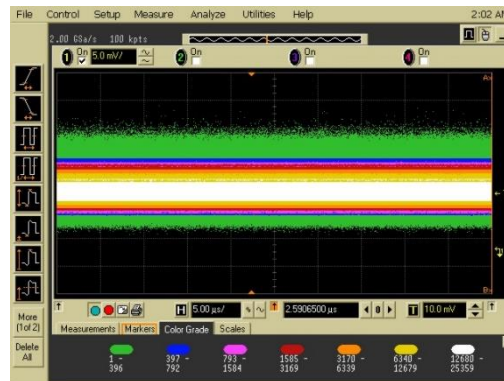 File Control Setup Measure Analyze Utilities Help 2:02 AM
2.00 GSa/s 100 kpts
1 On 5.0 mV/ 2 On 3 On 4 On
H 5.00 µs/ 2.5906500 µs 0 T 10.0 mV
More
(1of 2)
Delete
All
Measurements Markers Color Grade Scales
1 - 397 - 793 - 1585 - 3170 - 6340 - 12680 -
396 792 1584 3169 6339 12679 25359